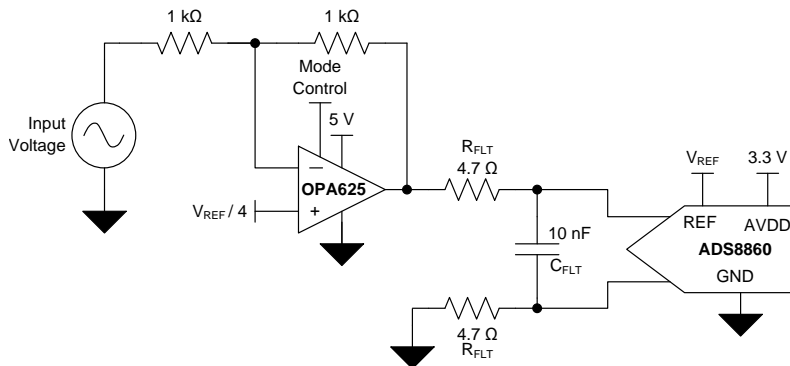 1 kΩ
1 kΩ
Mode
Control
Input
Voltage
5 V
OPA625
V_REF / 4
R_FLT
4.7 Ω
10 nF
C_FLT
4.7 Ω
R_FLT
V_REF
3.3 V
REF
AVDD
ADS8860
GND